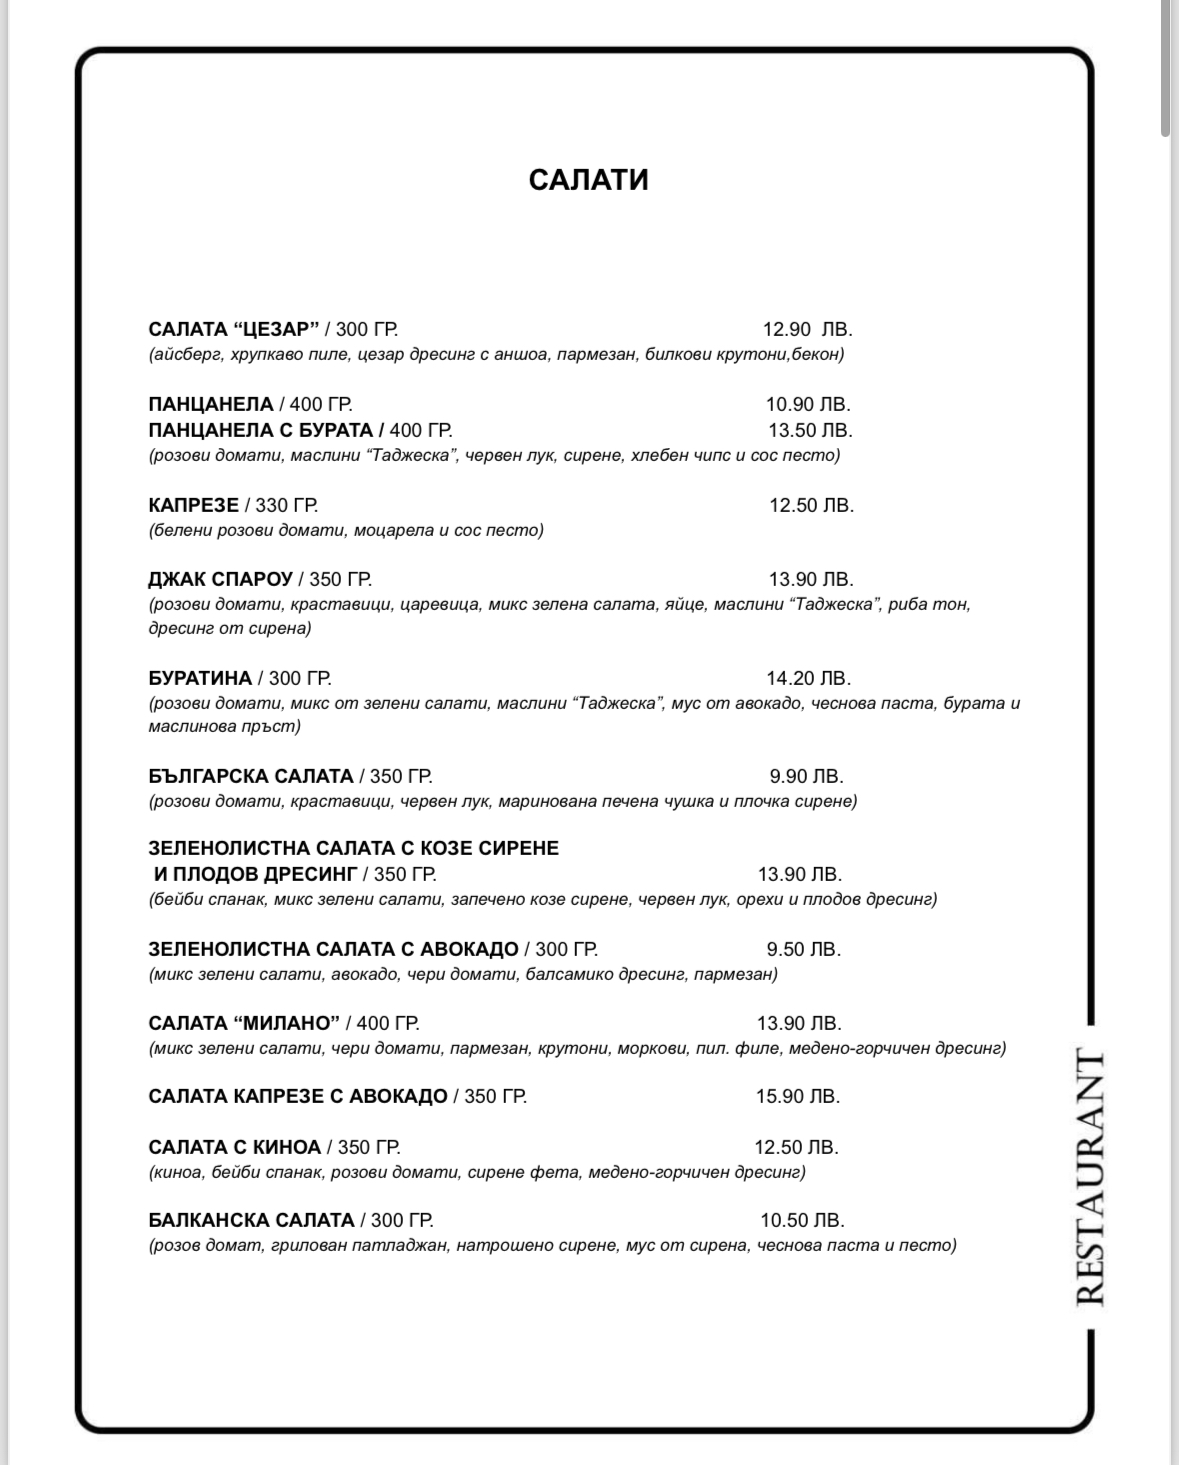 САЛАТИ
САЛАТА “ЦЕЗАР” / 300 ГР. 12.90 ЛВ.
(айсберг, хрупкаво пиле, цезар дресинг с аншоа, пармезан, билкови крутони,бекон)
ПАНЦАНЕЛА / 400 ГР. 10.90 ЛВ.
ПАНЦАНЕЛА С БУРАТА / 400 ГР. 13.50 ЛВ.
(розови домати, маслини “Таджеска”, червен лук, сирене, хлебен чипс и сос песто)
КАПРЕЗЕ / 330 ГР. 12.50 ЛВ.
(белени розови домати, моцарела и сос песто)
ДЖАК СПАРОУ / 350 ГР. 13.90 ЛВ.
(розови домати, краставици, царевица, микс зелена салата, яйце, маслини “Таджеска”, риба тон,
дресинг от сирена)
БУРАТИНА / 300 ГР. 14.20 ЛВ.
(розови домати, микс от зелени салати, маслини “Таджеска”, мус от авокадо, чеснова паста, бурата и
маслинова пръст)
БЪЛГАРСКА САЛАТА / 350 ГР. 9.90 ЛВ.
(розови домати, краставици, червен лук, маринована печена чушка и плочка сирене)
ЗЕЛЕНОЛИСТНА САЛАТА С КОЗЕ СИРЕНЕ
И ПЛОДОВ ДРЕСИНГ / 350 ГР. 13.90 ЛВ.
(бейби спанак, микс зелени салати, запечено козе сирене, червен лук, орехи и плодов дресинг)
ЗЕЛЕНОЛИСТНА САЛАТА С АВОКАДО / 300 ГР. 9.50 ЛВ.
(микс зелени салати, авокадо, чери домати, балсамико дресинг, пармезан)
САЛАТА “МИЛАНО” / 400 ГР. 13.90 ЛВ.
(микс зелени салати, чери домати, пармезан, крутони, моркови, пил. филе, медено-горчичен дресинг)
САЛАТА КАПРЕЗЕ С АВОКАДО / 350 ГР. 15.90 ЛВ.
САЛАТА С КИНОА / 350 ГР. 12.50 ЛВ.
(киноа, бейби спанак, розови домати, сирене фета, медено-горчичен дресинг)
БАЛКАНСКА САЛАТА / 300 ГР. 10.50 ЛВ.
(розов домат, грилован патладжан, натрошено сирене, мус от сирена, чеснова паста и песто)
RESTAURANT